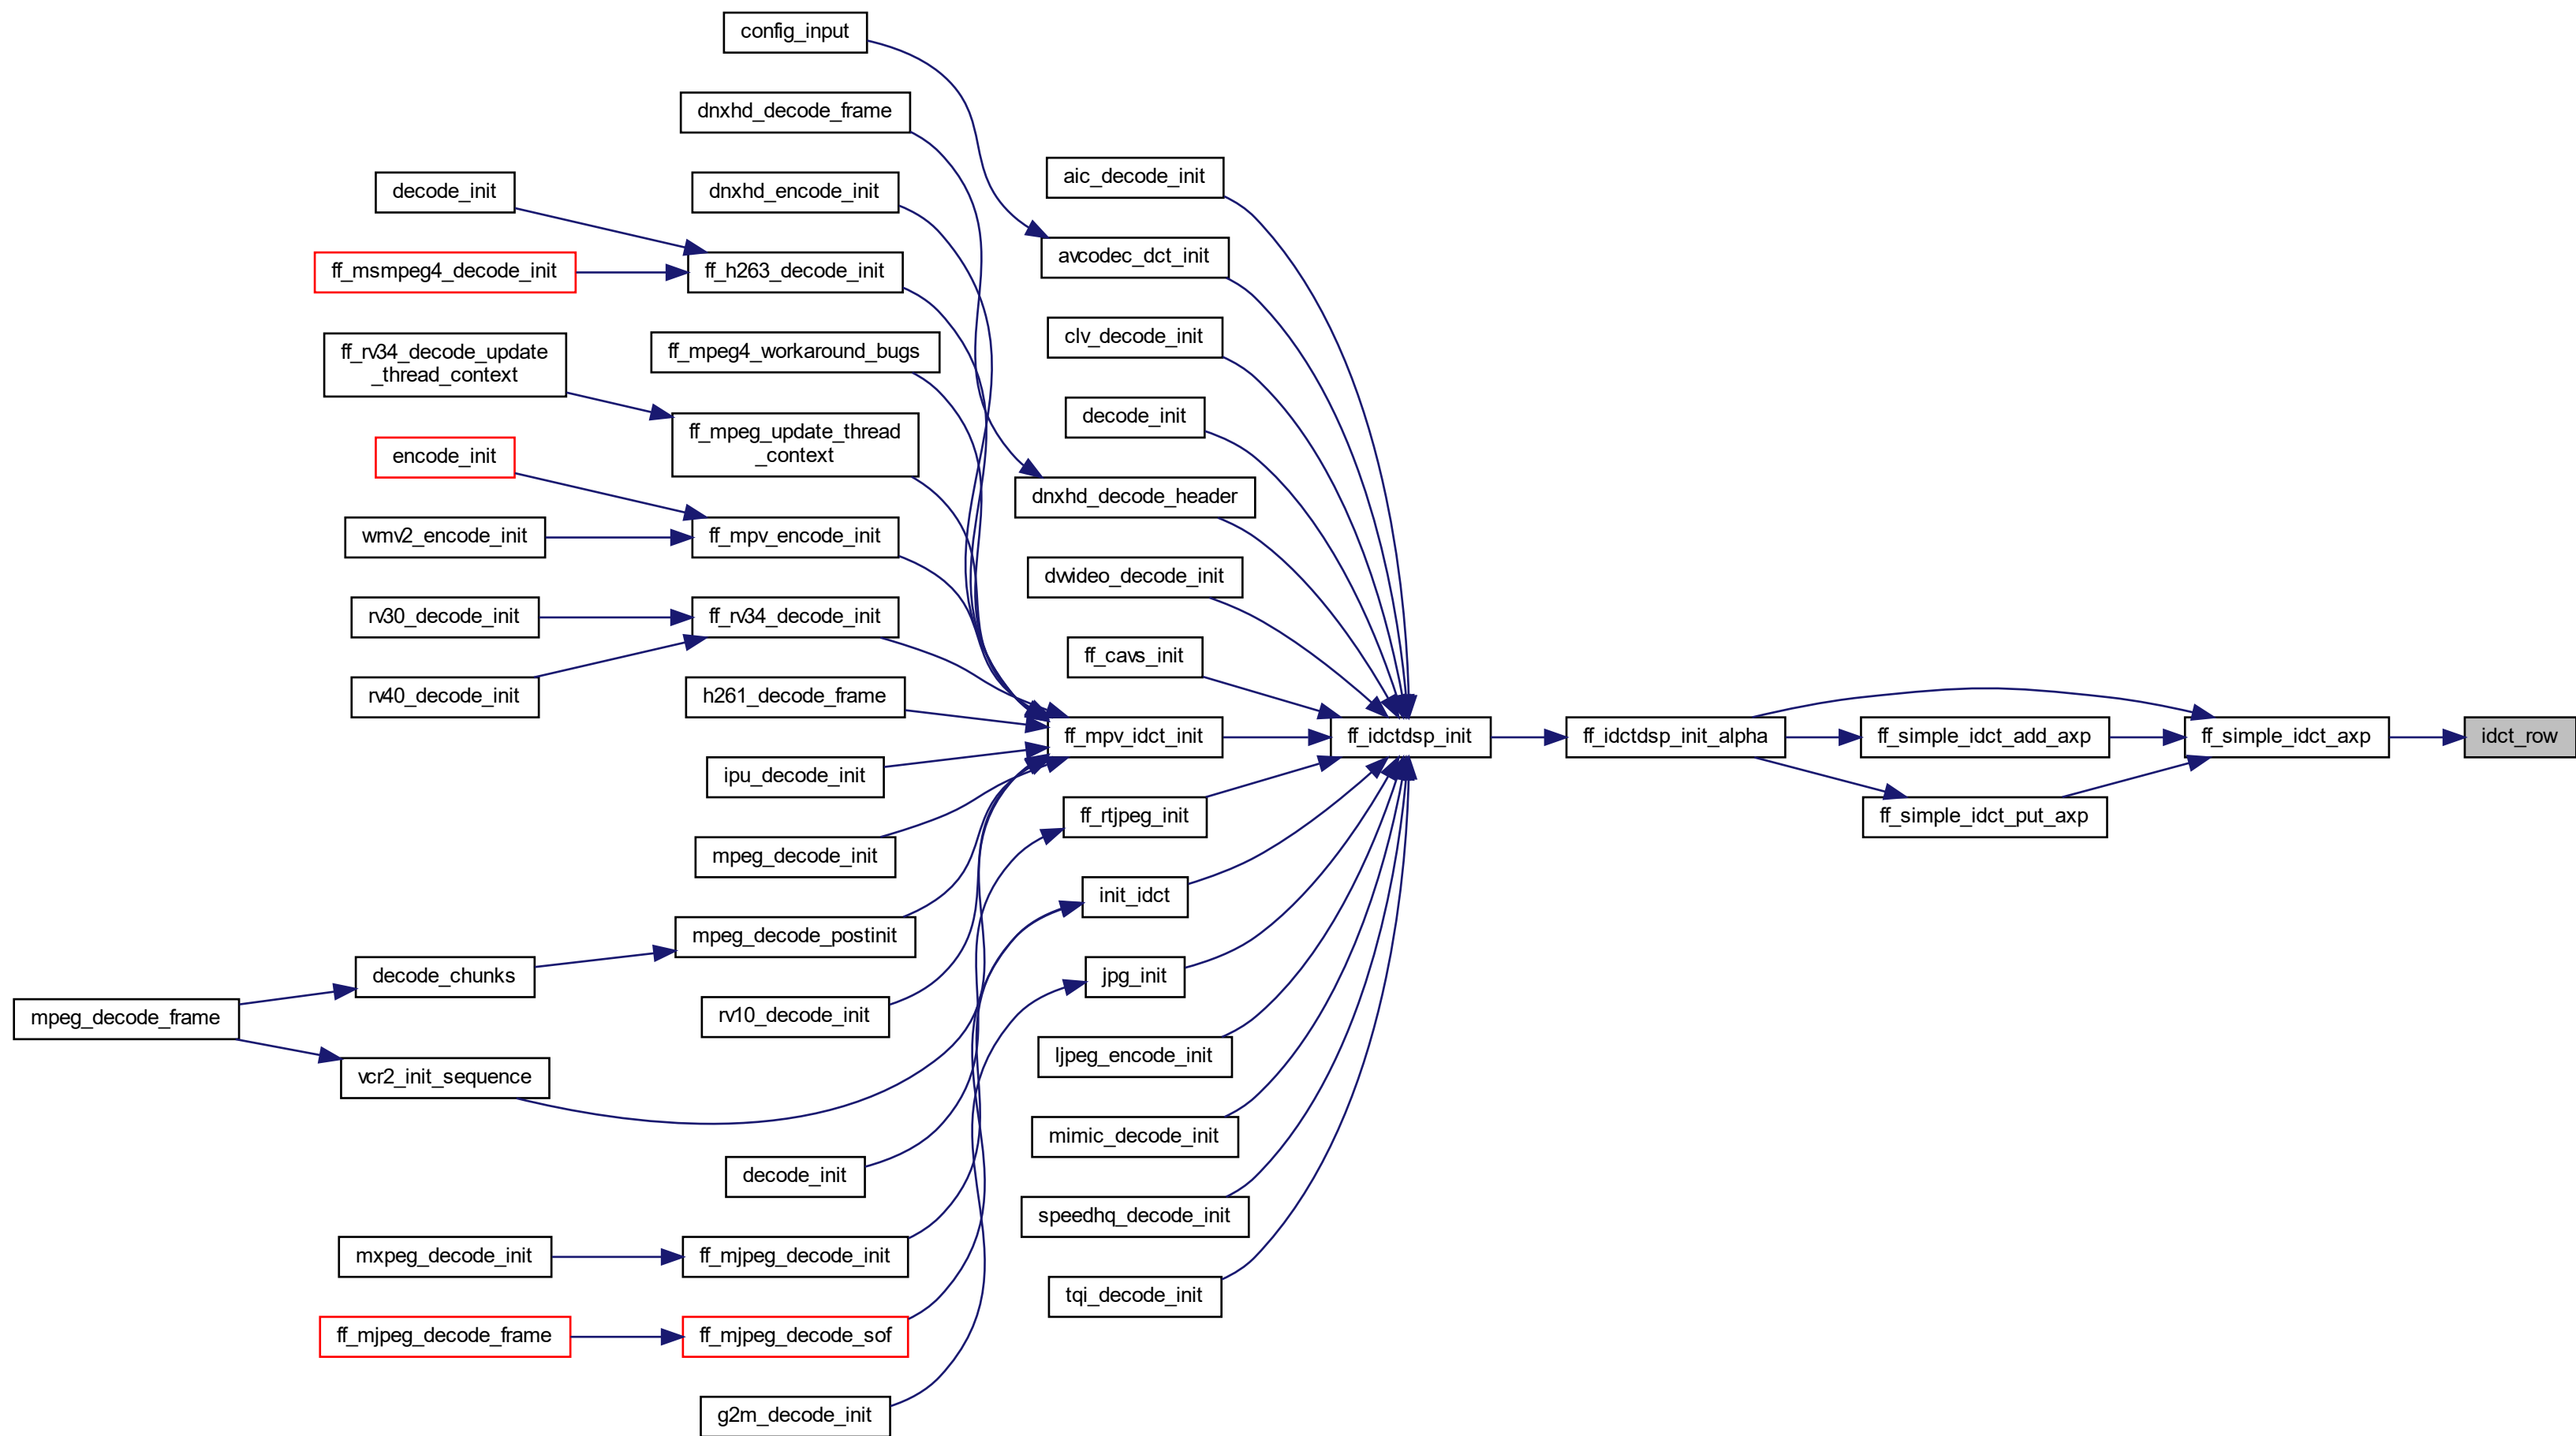 config_input
dnxhd_decode_frame
aic_decode_init
decode_init
dnxhd_encode_init
avcodec_dct_init
ff_msmpeg4_decode_init
ff_h263_decode_init
clv_decode_init
ff_rv34_decode_update
_thread_context
ff_mpeg4_workaround_bugs
decode_init
encode_init
ff_mpeg_update_thread
_context
dnxhd_decode_header
wmv2_encode_init
ff_mpv_encode_init
dwideo_decode_init
rv30_decode_init
ff_rv34_decode_init
ff_cavs_init
rv40_decode_init
h261_decode_frame
ff_mpv_idct_init
ff_idctdsp_init
ff_idctdsp_init_alpha
ff_simple_idct_add_axp
ff_simple_idct_axp
idct_row
ipu_decode_init
ff_rtjpeg_init
ff_simple_idct_put_axp
mpeg_decode_init
init_idct
mpeg_decode_postinit
decode_chunks
jpg_init
mpeg_decode_frame
rv10_decode_init
ljpeg_encode_init
vcr2_init_sequence
mimic_decode_init
decode_init
speedhq_decode_init
mxpeg_decode_init
ff_mjpeg_decode_init
tqi_decode_init
ff_mjpeg_decode_frame
ff_mjpeg_decode_sof
g2m_decode_init